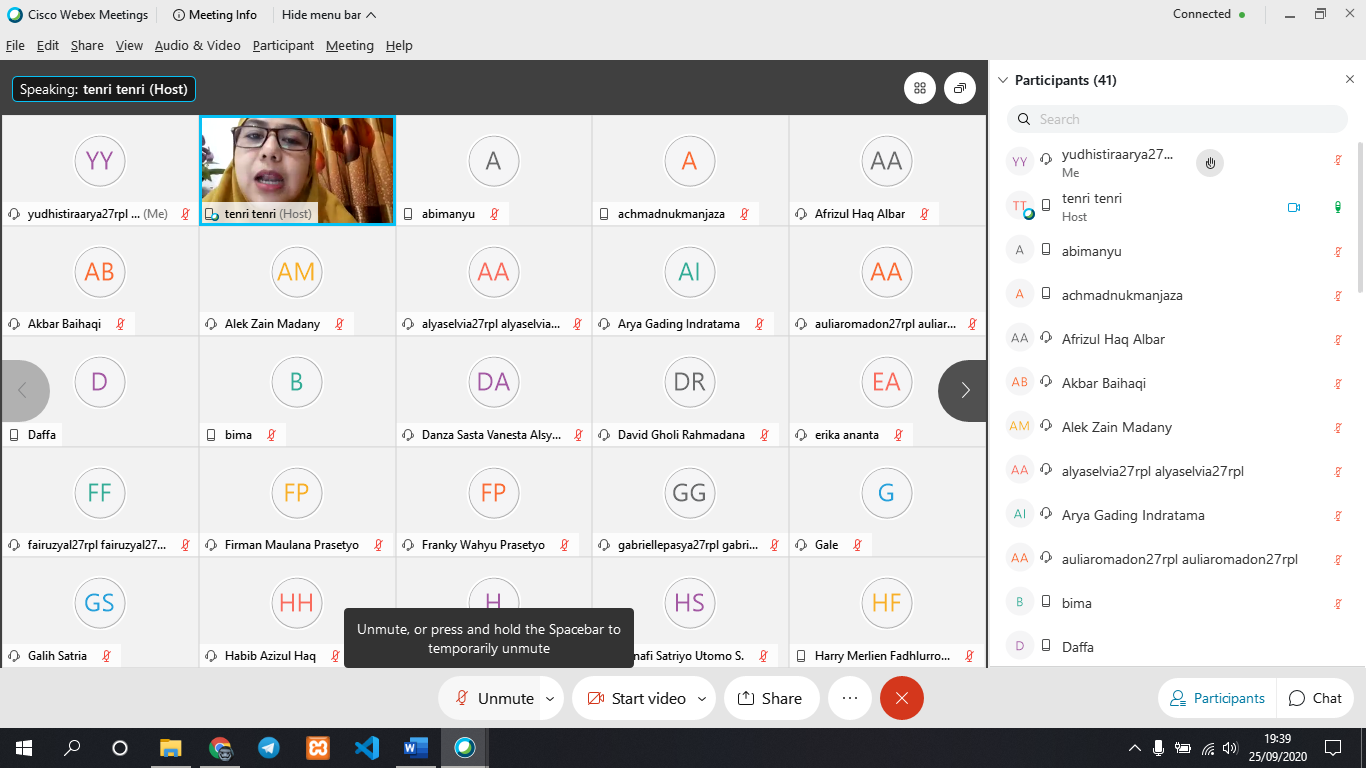 Cisco Webex Meetings
Meeting Info
Hide menu bar
Connected
File Edit Share View Audio & Video Participant Meeting Help
Speaking: tenri tenri (Host)
YY
yudhistiraarya27rpl ... (Me)
tenri tenri (Host)
A
abimanyu
A
achmadnukmanjaza
AA
Afrizul Haq Albar
AB
Akbar Baihaqi
AM
Alek Zain Madany
AA
alyaselvia27rpl alyaselvia...
AI
Arya Gading Indratama
AA
auliaromadon27rpl auliar...
D
Daffa
B
bima
DA
Danza Sasta Vanesta Alsy...
DR
David Gholi Rahmadana
EA
erika ananta
FF
fairuzyal27rpl fairuzyal27...
FP
Firman Maulana Prasetyo
FP
Franky Wahyu Prasetyo
GG
gabriellepasya27rpl gabri...
G
Gale
GS
Galih Satria
HH
Habib Azizul Haq
H
HS
Satriyo Utomo S.
HF
Harry Merlien Fadhlurro...
Unmute, or press and hold the Spacebar to
temporarily unmute
Participants (41)
Search
YY
yudhistiraarya27...
Me
TT
tenri tenri
Host
A
abimanyu
A
achmadnukmanjaza
AA
Afrizul Haq Albar
AB
Akbar Baihaqi
AM
Alek Zain Madany
AA
alyaselvia27rpl alyaselvia27rpl
AI
Arya Gading Indratama
AA
auliaromadon27rpl auliaromadon27rpl
B
bima
D
Daffa
Unmute
Start video
Share
Participants
Chat
19:39
25/09/2020